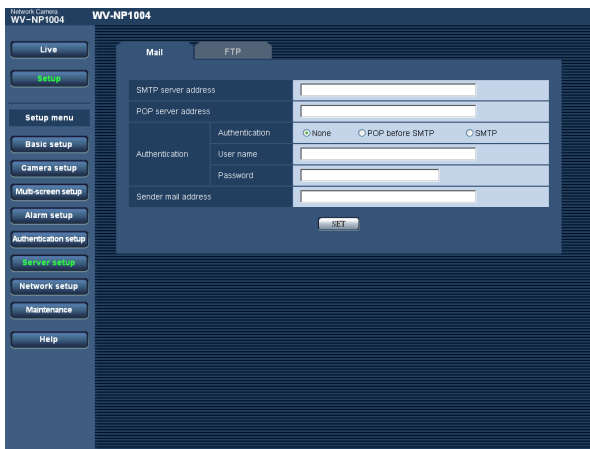 Network Camera
WV-NP1004
WV-NP1004
Live
Setup
Setup menu
Basic setup
Camera setup
Multi-screen setup
Alarm setup
Authentication setup
Server setup
Network setup
Maintenance
Help
Mail
FTP
SMTP server address
POP server address
Authentication
Authentication
None
POP before SMTP
SMTP
User name
Password
Sender mail address
SET